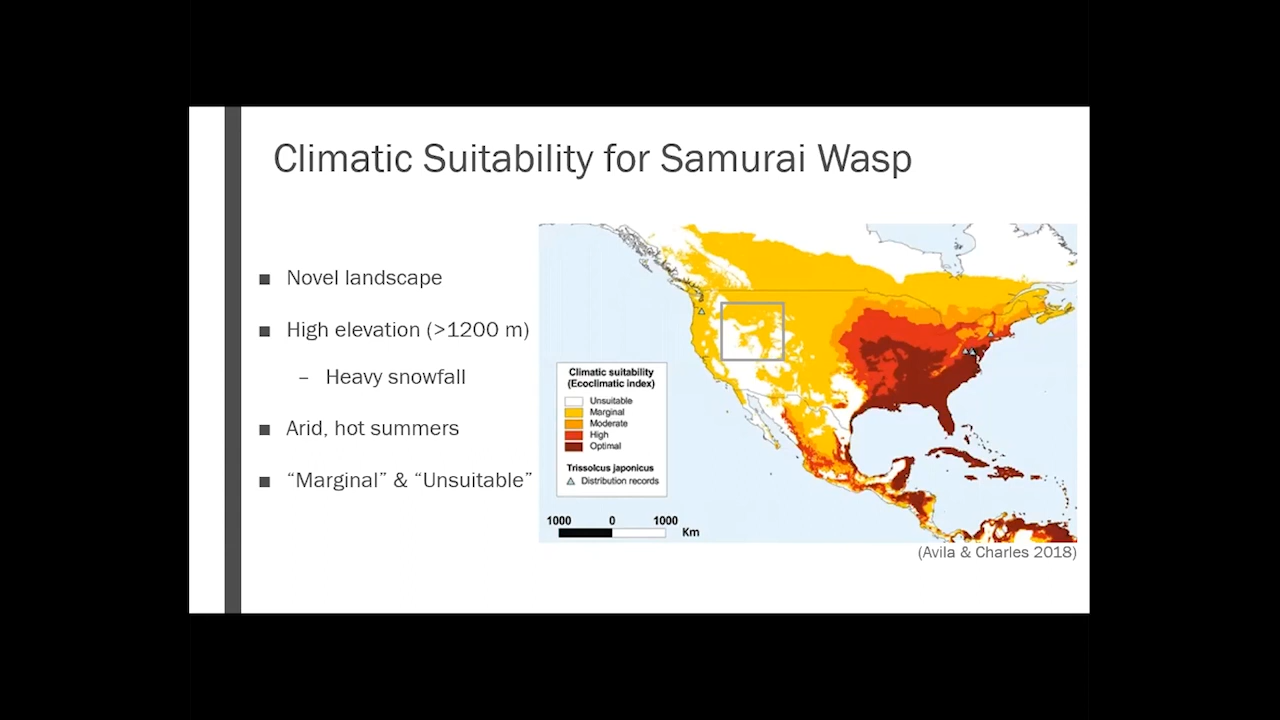 Climatic Suitability for Samurai Wasp
■ Novel landscape
■ High elevation (>1200 m)
– Heavy snowfall
■ Arid, hot summers
■ “Marginal” & “Unsuitable”
Climatic suitability
(Ecoclimatic index)
Unsuitable
Marginal
Moderate
High
Optimal
Trissolcus japonicus
Distribution records
1000 0 1000
Km
(Avila & Charles 2018)